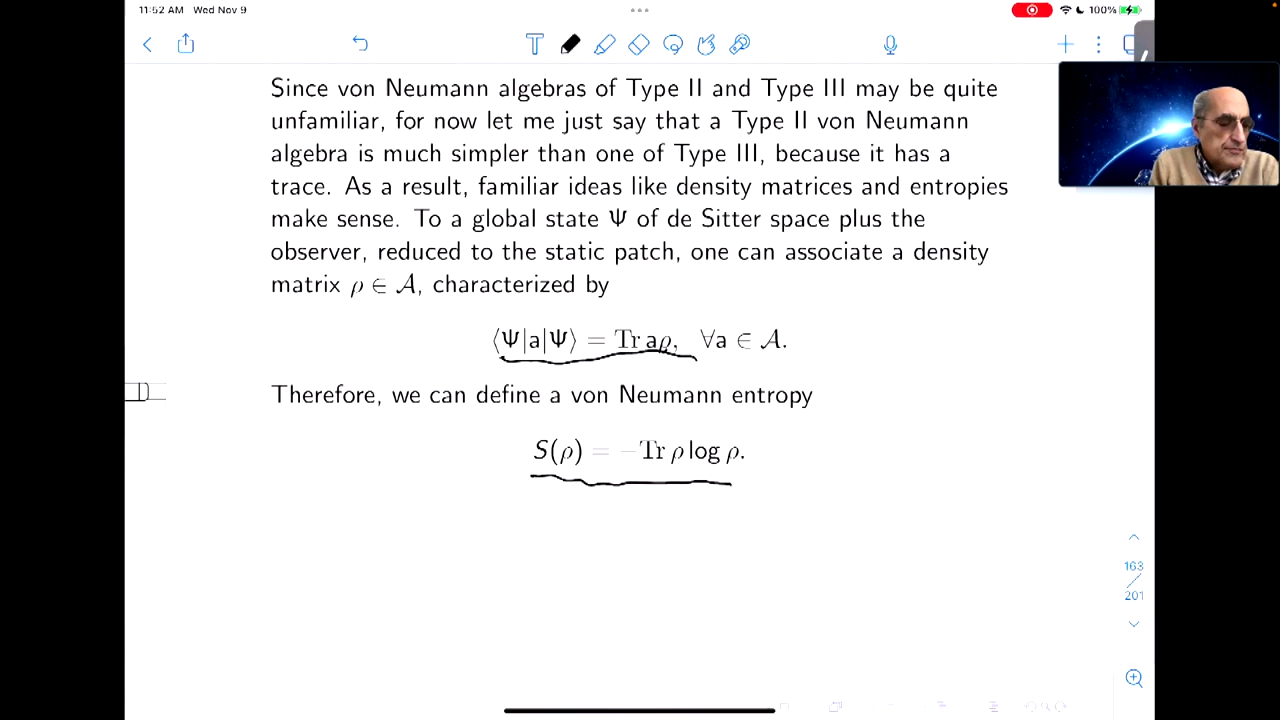 11:52 AM Wed Nov 9
100%
Since von Neumann algebras of Type II and Type III may be quite
unfamiliar, for now let me just say that a Type II von Neumann
algebra is much simpler than one of Type III, because it has a
trace. As a result, familiar ideas like density matrices and entropies
make sense. To a global state Ψ of de Sitter space plus the
observer, reduced to the static patch, one can associate a density
matrix ρ ∈ 𝒜, characterized by
⟨Ψ|a|Ψ⟩ = Tr aρ, ∀a ∈ 𝒜.
Therefore, we can define a von Neumann entropy
S(ρ) = −Tr ρ log ρ.
163
201